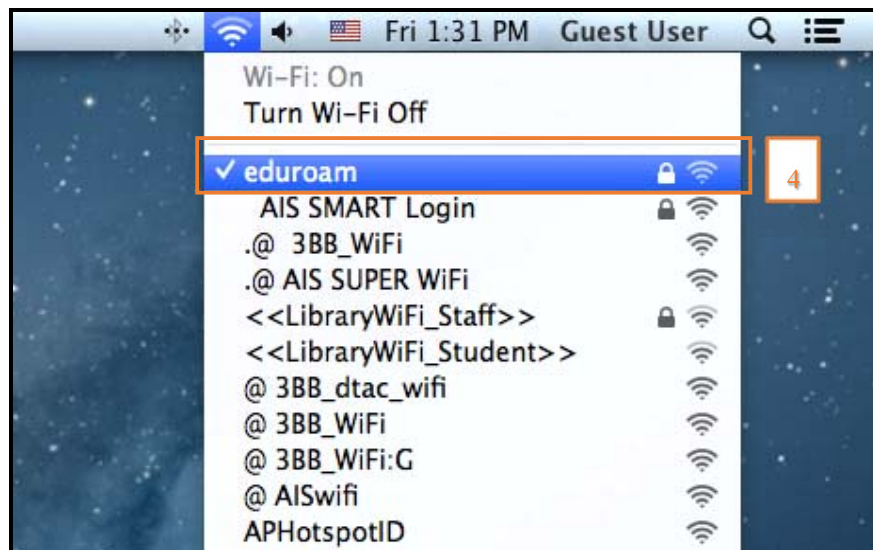 Fri 1:31 PM Guest User
Wi-Fi: On
Turn Wi-Fi Off
eduroam
4
AIS SMART Login
.@ 3BB_WiFi
.@ AIS SUPER WiFi
<<LibraryWiFi_Staff>>
<<LibraryWiFi_Student>>
@ 3BB_dtac_wifi
@ 3BB_WiFi
@ 3BB_WiFi:G
@ AISwifi
APHotspotID